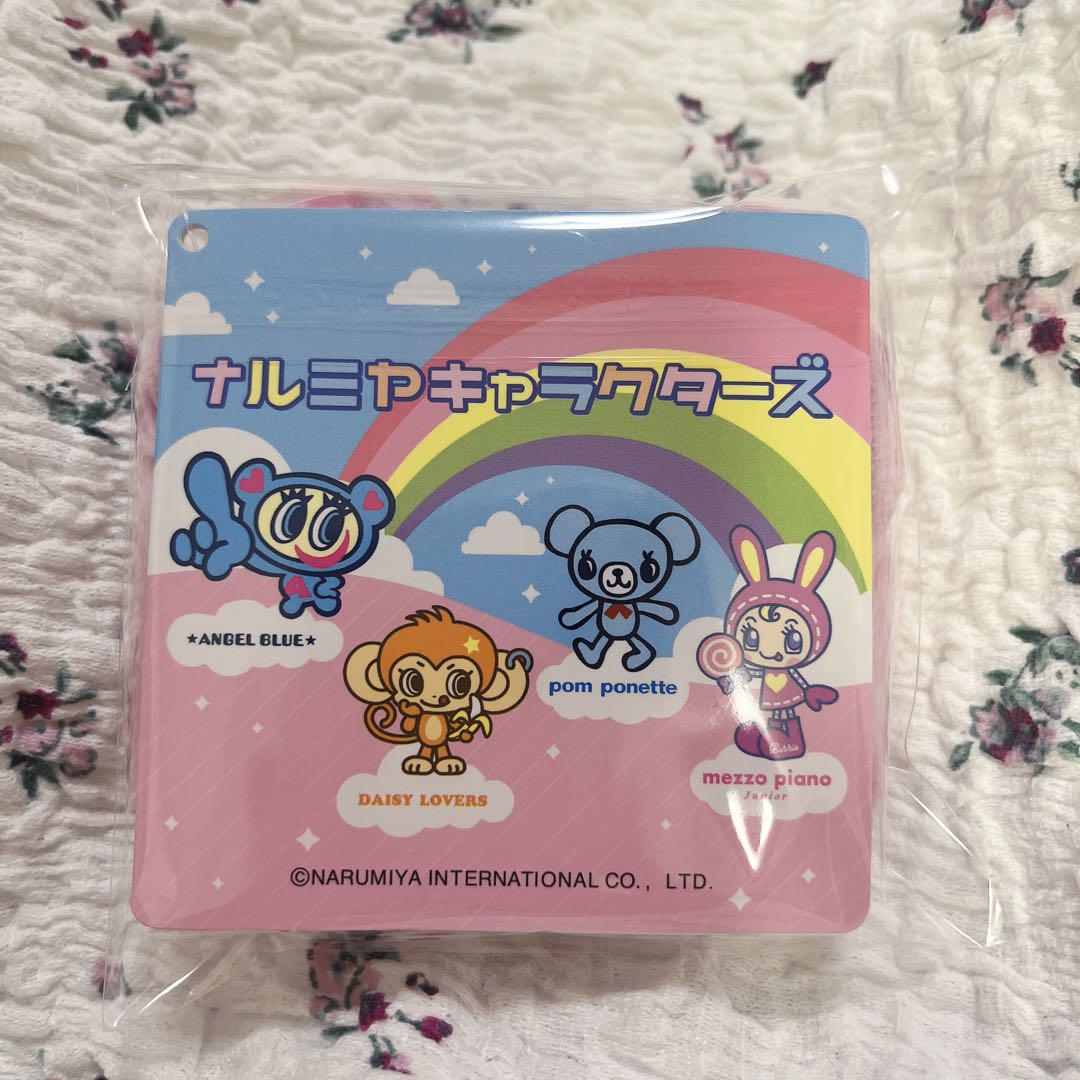 ナルミヤキャラクターズ
★ANGEL BLUE★
pom ponette
DAISY LOVERS
Bobbie
mezzo piano
Junior
©NARUMIYA INTERNATIONAL CO., LTD.